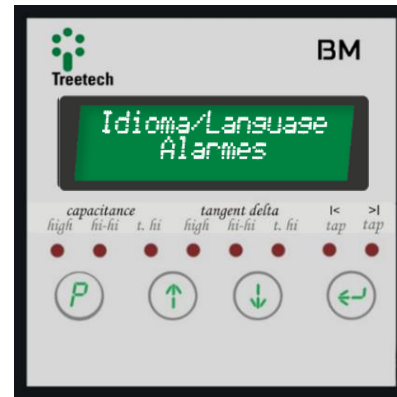 BM
Treetech
Idioma/Language
Alarmes
capacitance tangent delta |< >|
high hi-hi t. hi high hi-hi t. hi tap tap
P